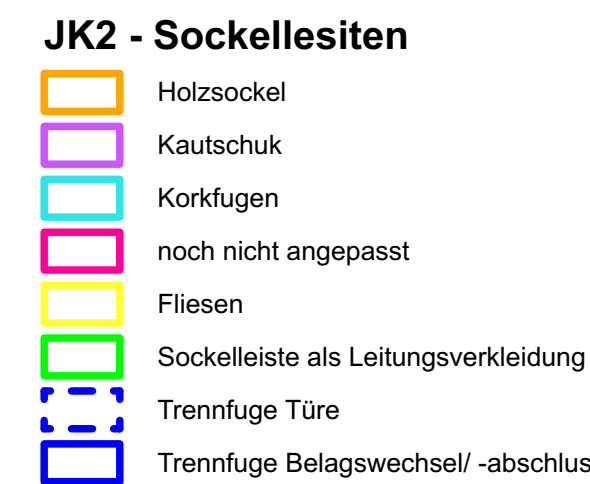 JK2 - Sockellesiten
Holzsockel
Kautschuk
Korkfugen
noch nicht angepasst
Fliesen
Sockelleiste als Leitungsverkleidung
Trennfuge Türe
Trennfuge Belagswechsel/ -abschlus